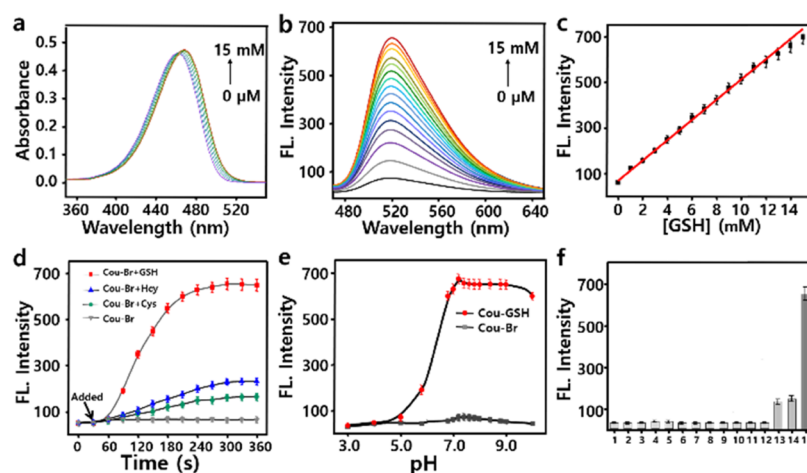 a
0.5
0.4
0.3
0.2
0.1
0.0
Absorbance
15 mM
0 μM
360 400 440 480 520
Wavelength (nm)
b
700
500
300
100
FL. Intensity
15 mM
0 μM
480 520 560 600 640
Wavelength (nm)
c
700
500
300
100
FL. Intensity
0 2 4 6 8 10 12 14
[GSH] (mM)
d
700
500
300
100
FL. Intensity
Cou-Br+GSH
Cou-Br+Hcy
Cou-Br+Cys
Cou-Br
Added
0 60 120 180 240 300 360
Time (s)
e
700
500
300
100
FL. Intensity
Cou-GSH
Cou-Br
3.0 5.0 7.0 9.0
pH
f
700
500
300
100
FL. Intensity
1 2 3 4 5 6 7 8 9 10 11 12 13 14